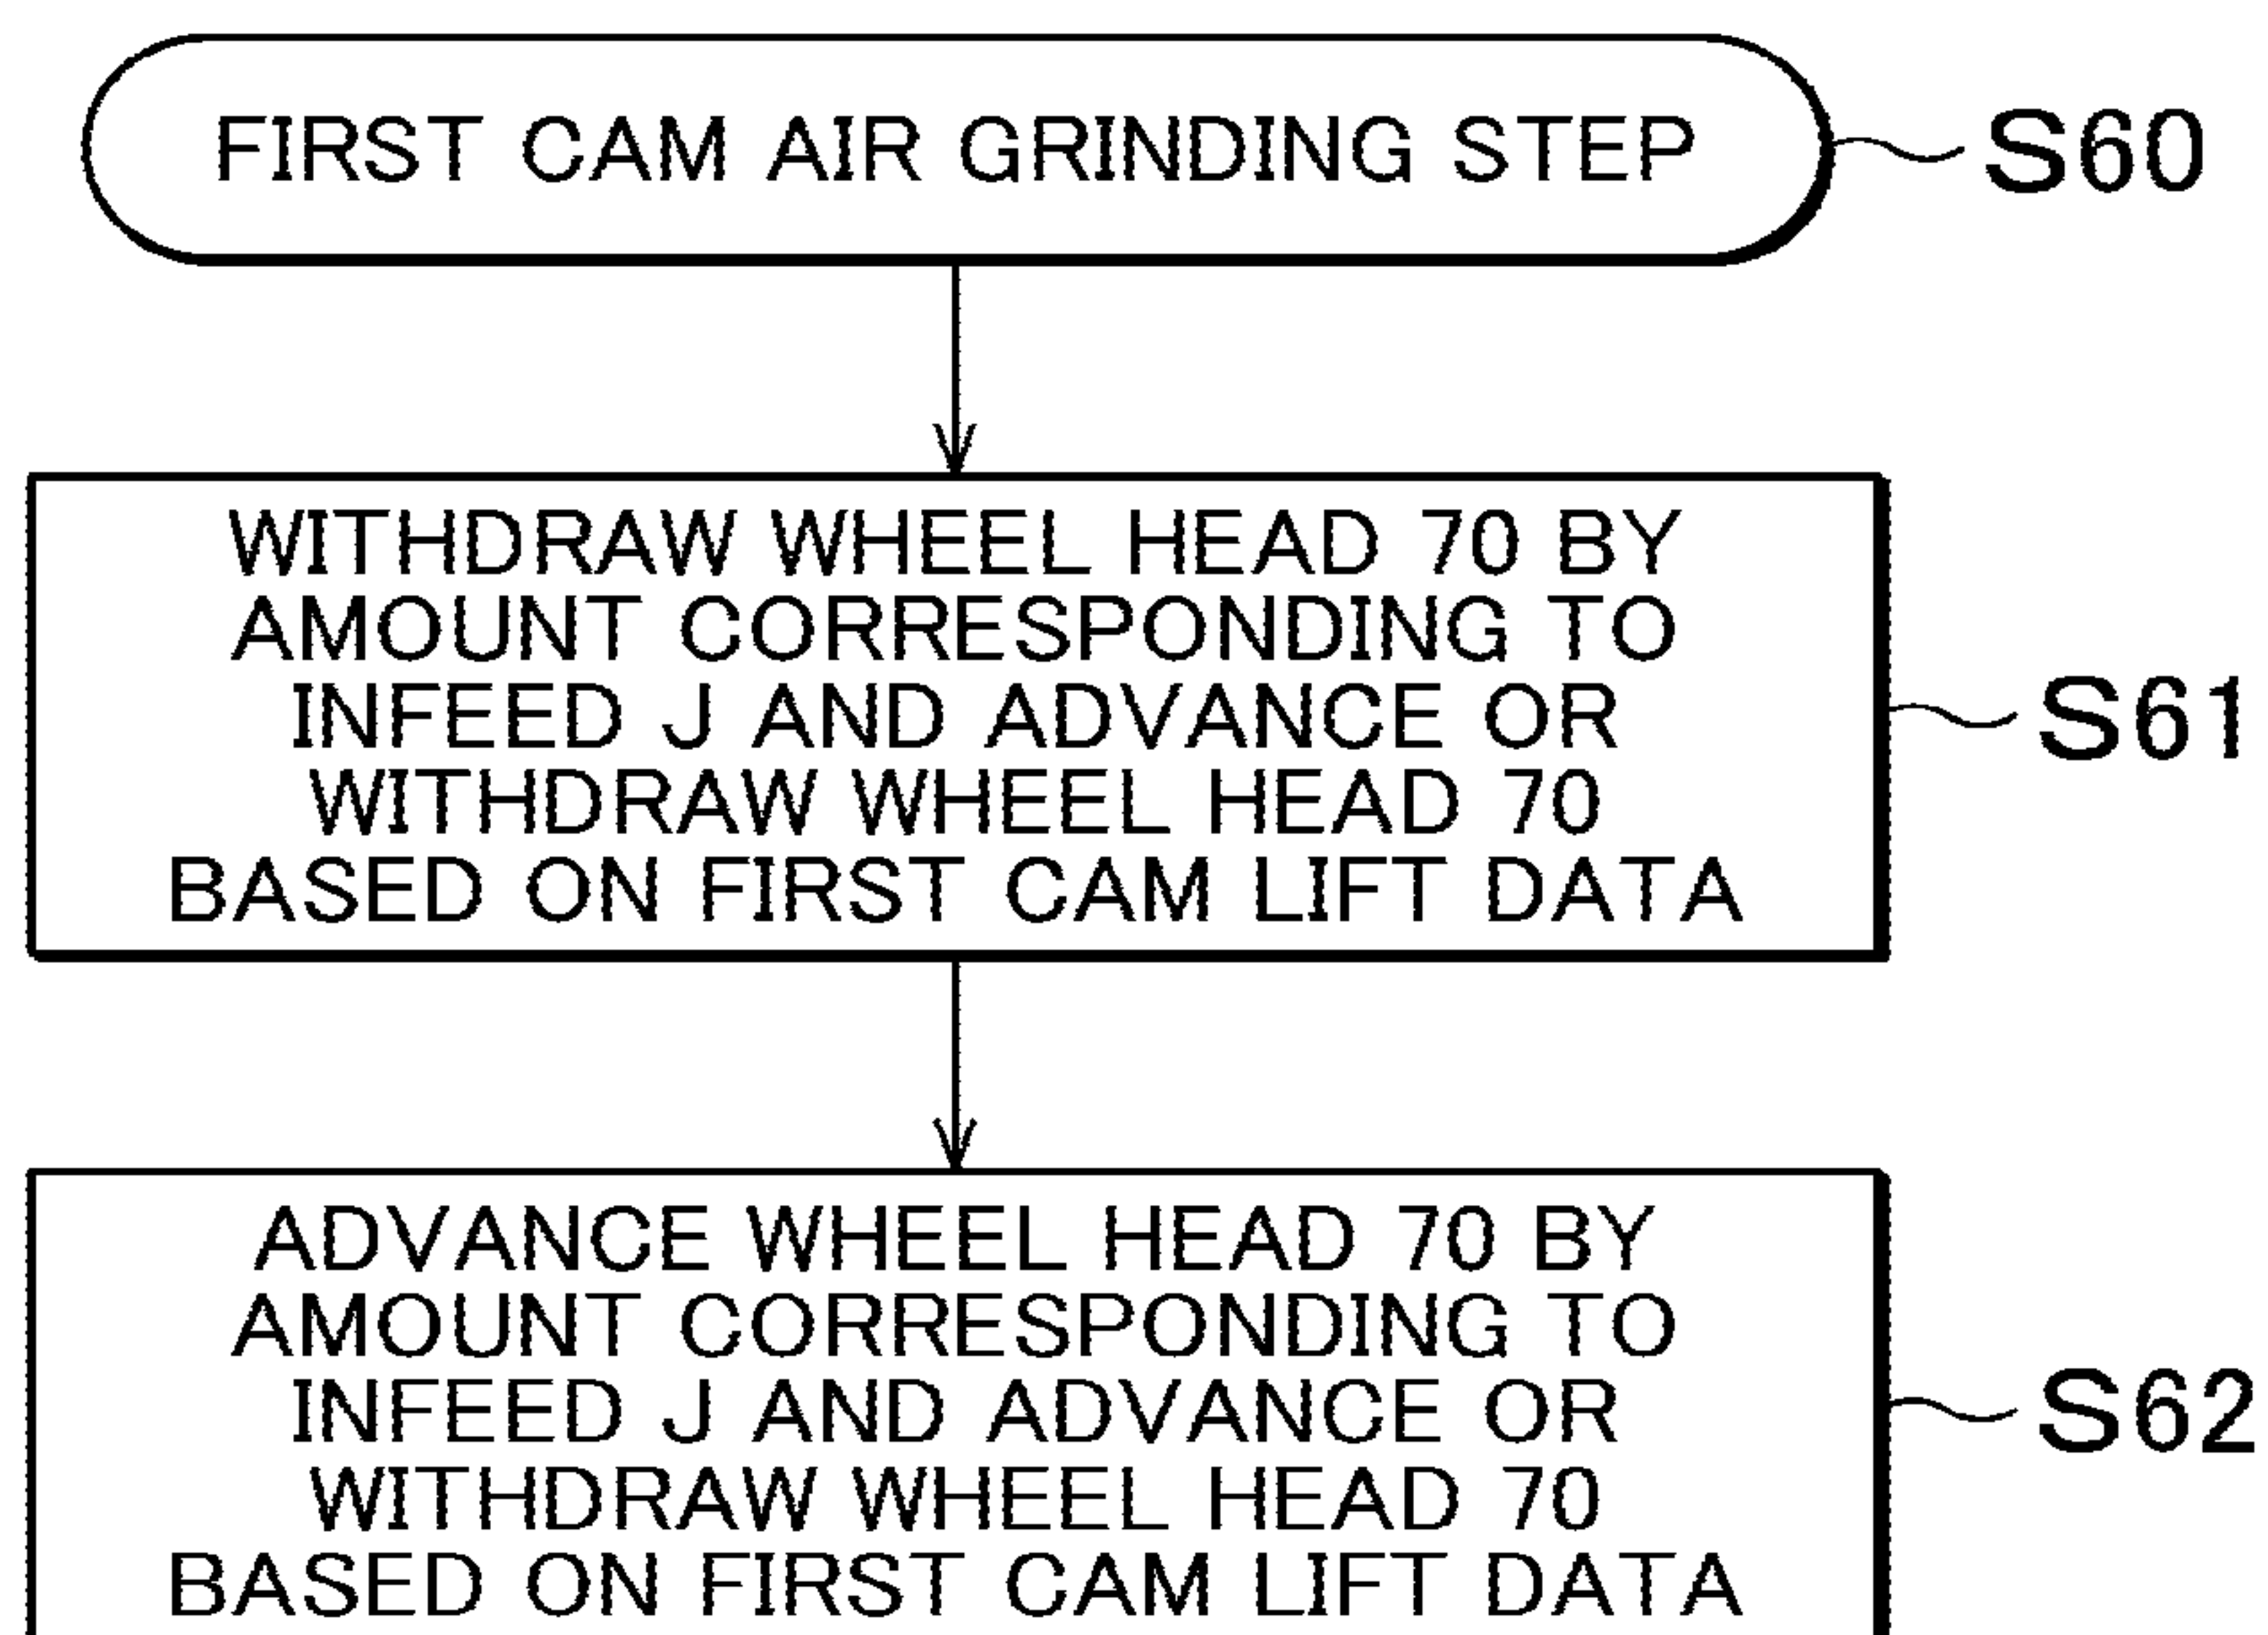 FIRST CAM AIR GRINDING STEP
S60
WITHDRAW WHEEL HEAD 70 BY
AMOUNT CORRESPONDING TO
INFEED J AND ADVANCE OR
WITHDRAW WHEEL HEAD 70
BASED ON FIRST CAM LIFT DATA
S61
ADVANCE WHEEL HEAD 70 BY
AMOUNT CORRESPONDING TO
INFEED J AND ADVANCE OR
WITHDRAW WHEEL HEAD 70
BASED ON FIRST CAM LIFT DATA
S62